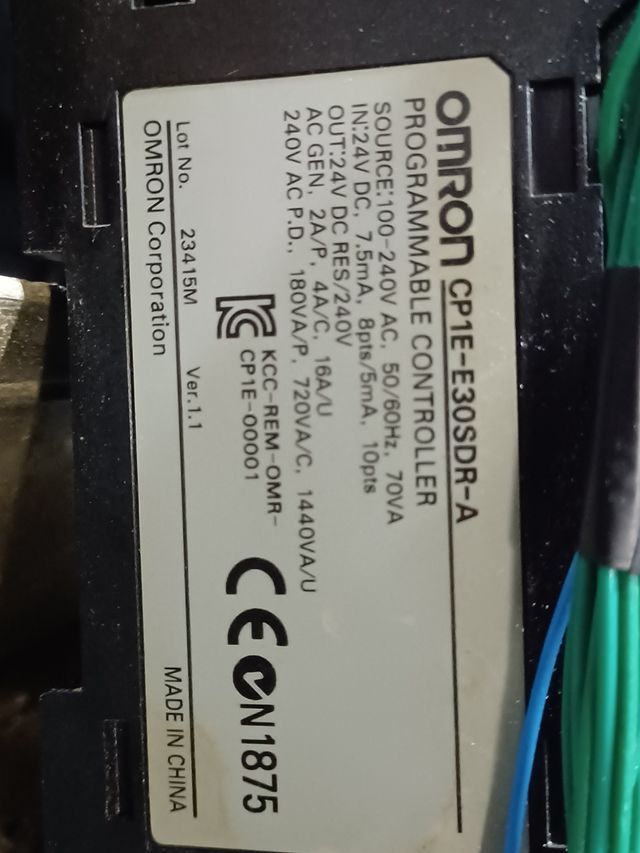 OMRON CP1E-E30SDR-A
PROGRAMMABLE CONTROLLER
SOURCE:100-240V AC, 50/60Hz, 70VA
IN:24V DC, 7.5mA, 8pts/5mA, 10pts
OUT:24V DC RES/240V
AC GEN, 2A/P, 4A/C, 16A/U
240V AC P.D., 180VA/P, 720VA/C, 1440VA/U
KCC-REM-OMR-
CP1E-00001
CE N1875
Lot No. 23415M Ver.1.1
OMRON Corporation MADE IN CHINA